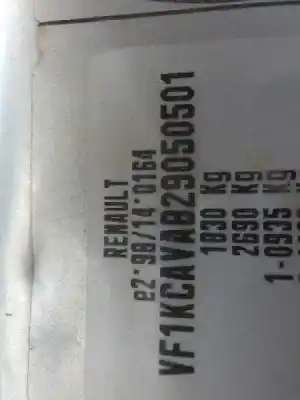 RENAULT
e2*98/14*0164
VF1KCAVAB29050501
1830 Kg
2690 Kg
1-0935 Kg